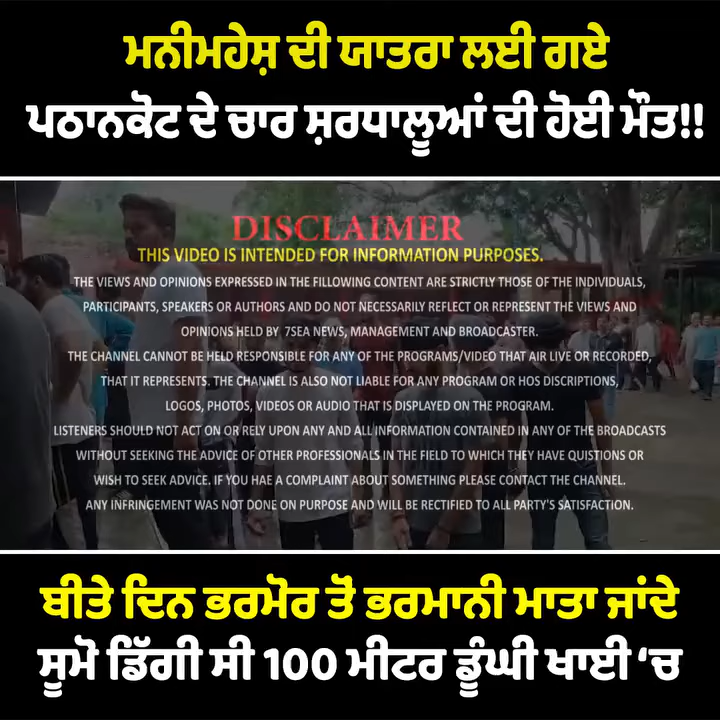 ਮਨੀਮਹੇਸ਼ ਦੀ ਯਾਤਰਾ ਲਈ ਗਏ
ਪਠਾਨਕੋਟ ਦੇ ਚਾਰ ਸ਼ਰਧਾਲੂਆਂ ਦੀ ਹੋਈ ਮੌਤ!!
DISCLAIMER
THIS VIDEO IS INTENDED FOR INFORMATION PURPOSES.
THE VIEWS AND OPINIONS EXPRESSED IN THE FILLOWING CONTENT ARE STRICTLY THOSE OF THE INDIVIDUALS,
PARTICIPANTS, SPEAKERS OR AUTHORS AND DO NOT NECESSARILY REFLECT OR REPRESENT THE VIEWS AND
OPINIONS HELD BY 7SEA NEWS, MANAGEMENT AND BROADCASTER.
THE CHANNEL CANNOT BE HELD RESPONSIBLE FOR ANY OF THE PROGRAMS/VIDEO THAT AIR LIVE OR RECORDED,
THAT IT REPRESENTS. THE CHANNEL IS ALSO NOT LIABLE FOR ANY PROGRAM OR HOS DISCRIPTIONS,
LOGOS, PHOTOS, VIDEOS OR AUDIO THAT IS DISPLAYED ON THE PROGRAM.
LISTENERS SHOULD NOT ACT ON OR RELY UPON ANY AND ALL INFORMATION CONTAINED IN ANY OF THE BROADCASTS
WITHOUT SEEKING THE ADVICE OF OTHER PROFESSIONALS IN THE FIELD TO WHICH THEY HAVE QUISTIONS OR
WISH TO SEEK ADVICE. IF YOU HAE A COMPLAINT ABOUT SOMETHING PLEASE CONTACT THE CHANNEL.
ANY INFRINGEMENT WAS NOT DONE ON PURPOSE AND WILL BE RECTIFIED TO ALL PARTY'S SATISFACTION.
ਬੀਤੇ ਦਿਨ ਭਰਮੋਰ ਤੋਂ ਭਰਮਾਨੀ ਮਾਤਾ ਜਾਂਦੇ
ਸੂਮੋ ਡਿੱਗੀ ਸੀ 100 ਮੀਟਰ ਡੂੰਘੀ ਖਾਈ ‘ਚ